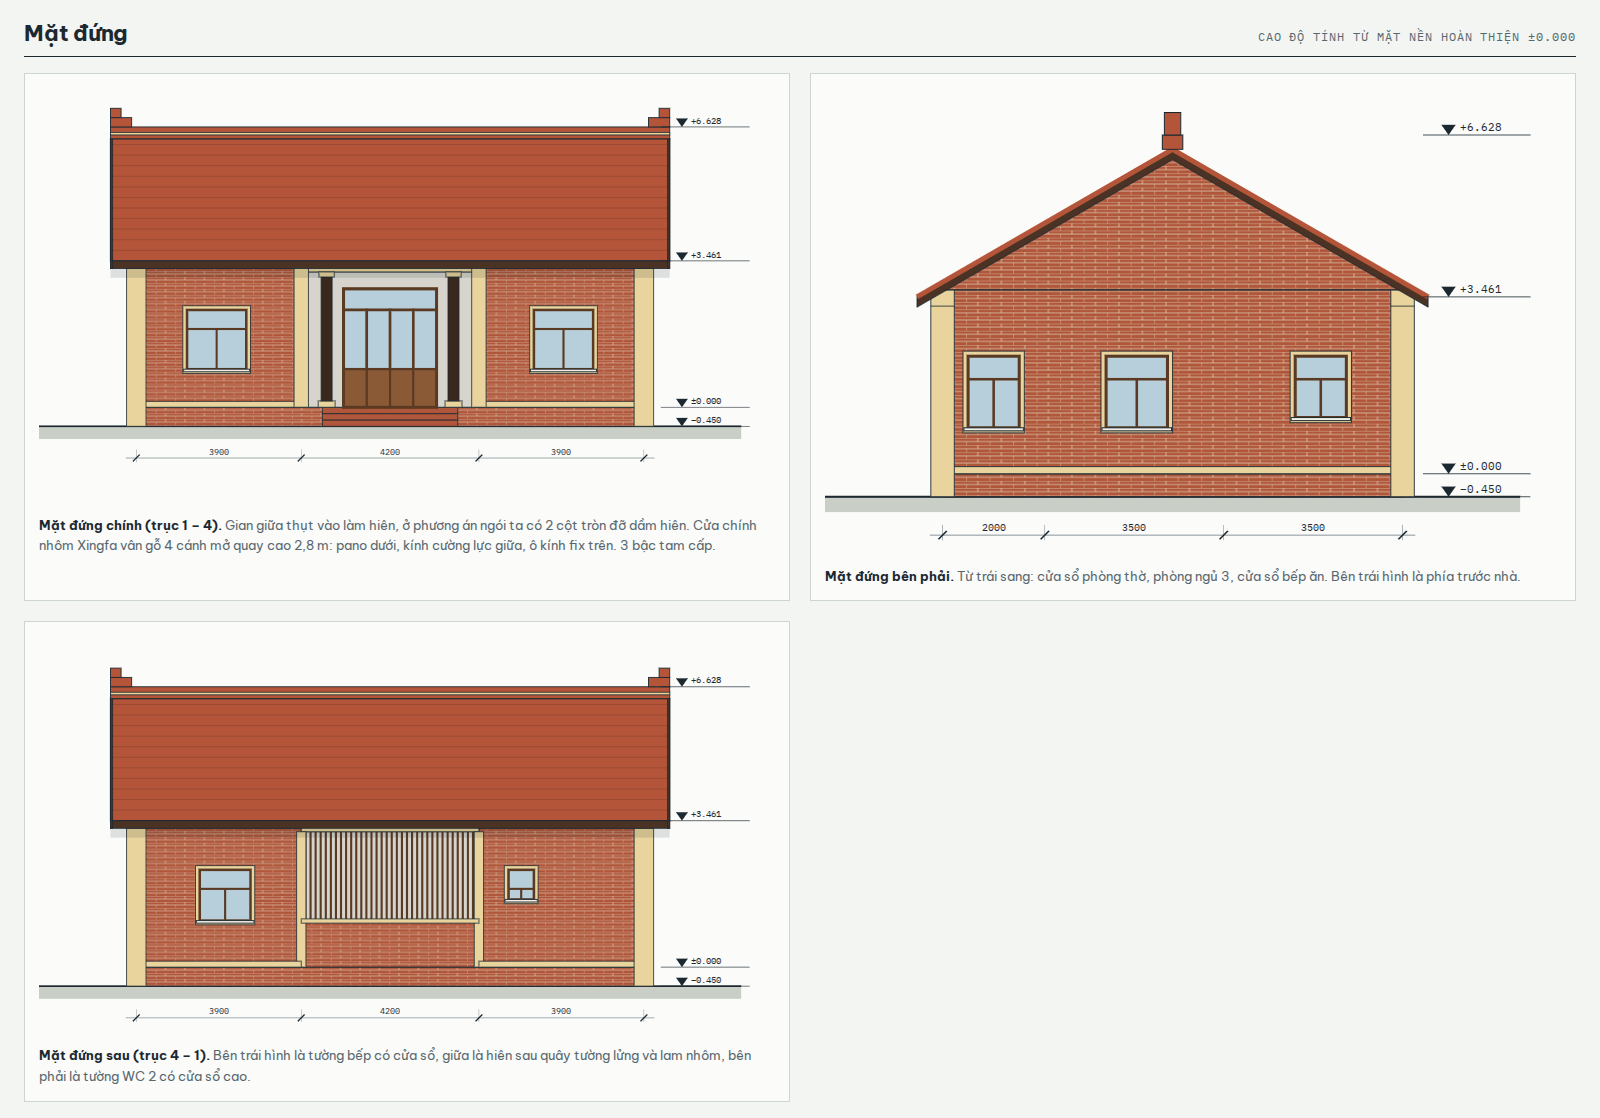 Mặt đứng
CAO ĐỘ TÍNH TỪ MẶT NỀN HOÀN THIỆN ±0.000
+6.628
+3.461
±0.000
−0.450
3900 4200 3900
Mặt đứng chính (trục 1 – 4). Gian giữa thụt vào làm hiên, ở phương án ngói ta có 2 cột tròn đỡ dầm hiên. Cửa chính
nhôm Xingfa vân gỗ 4 cánh mở quay cao 2,8 m: pano dưới, kính cường lực giữa, ô kính fix trên. 3 bậc tam cấp.
+6.628
+3.461
±0.000
−0.450
2000 3500 3500
Mặt đứng bên phải. Từ trái sang: cửa sổ phòng thờ, phòng ngủ 3, cửa sổ bếp ăn. Bên trái hình là phía trước nhà.
+6.628
+3.461
±0.000
−0.450
3900 4200 3900
Mặt đứng sau (trục 4 – 1). Bên trái hình là tường bếp có cửa sổ, giữa là hiên sau quây tường lửng và lam nhôm, bên
phải là tường WC 2 có cửa sổ cao.